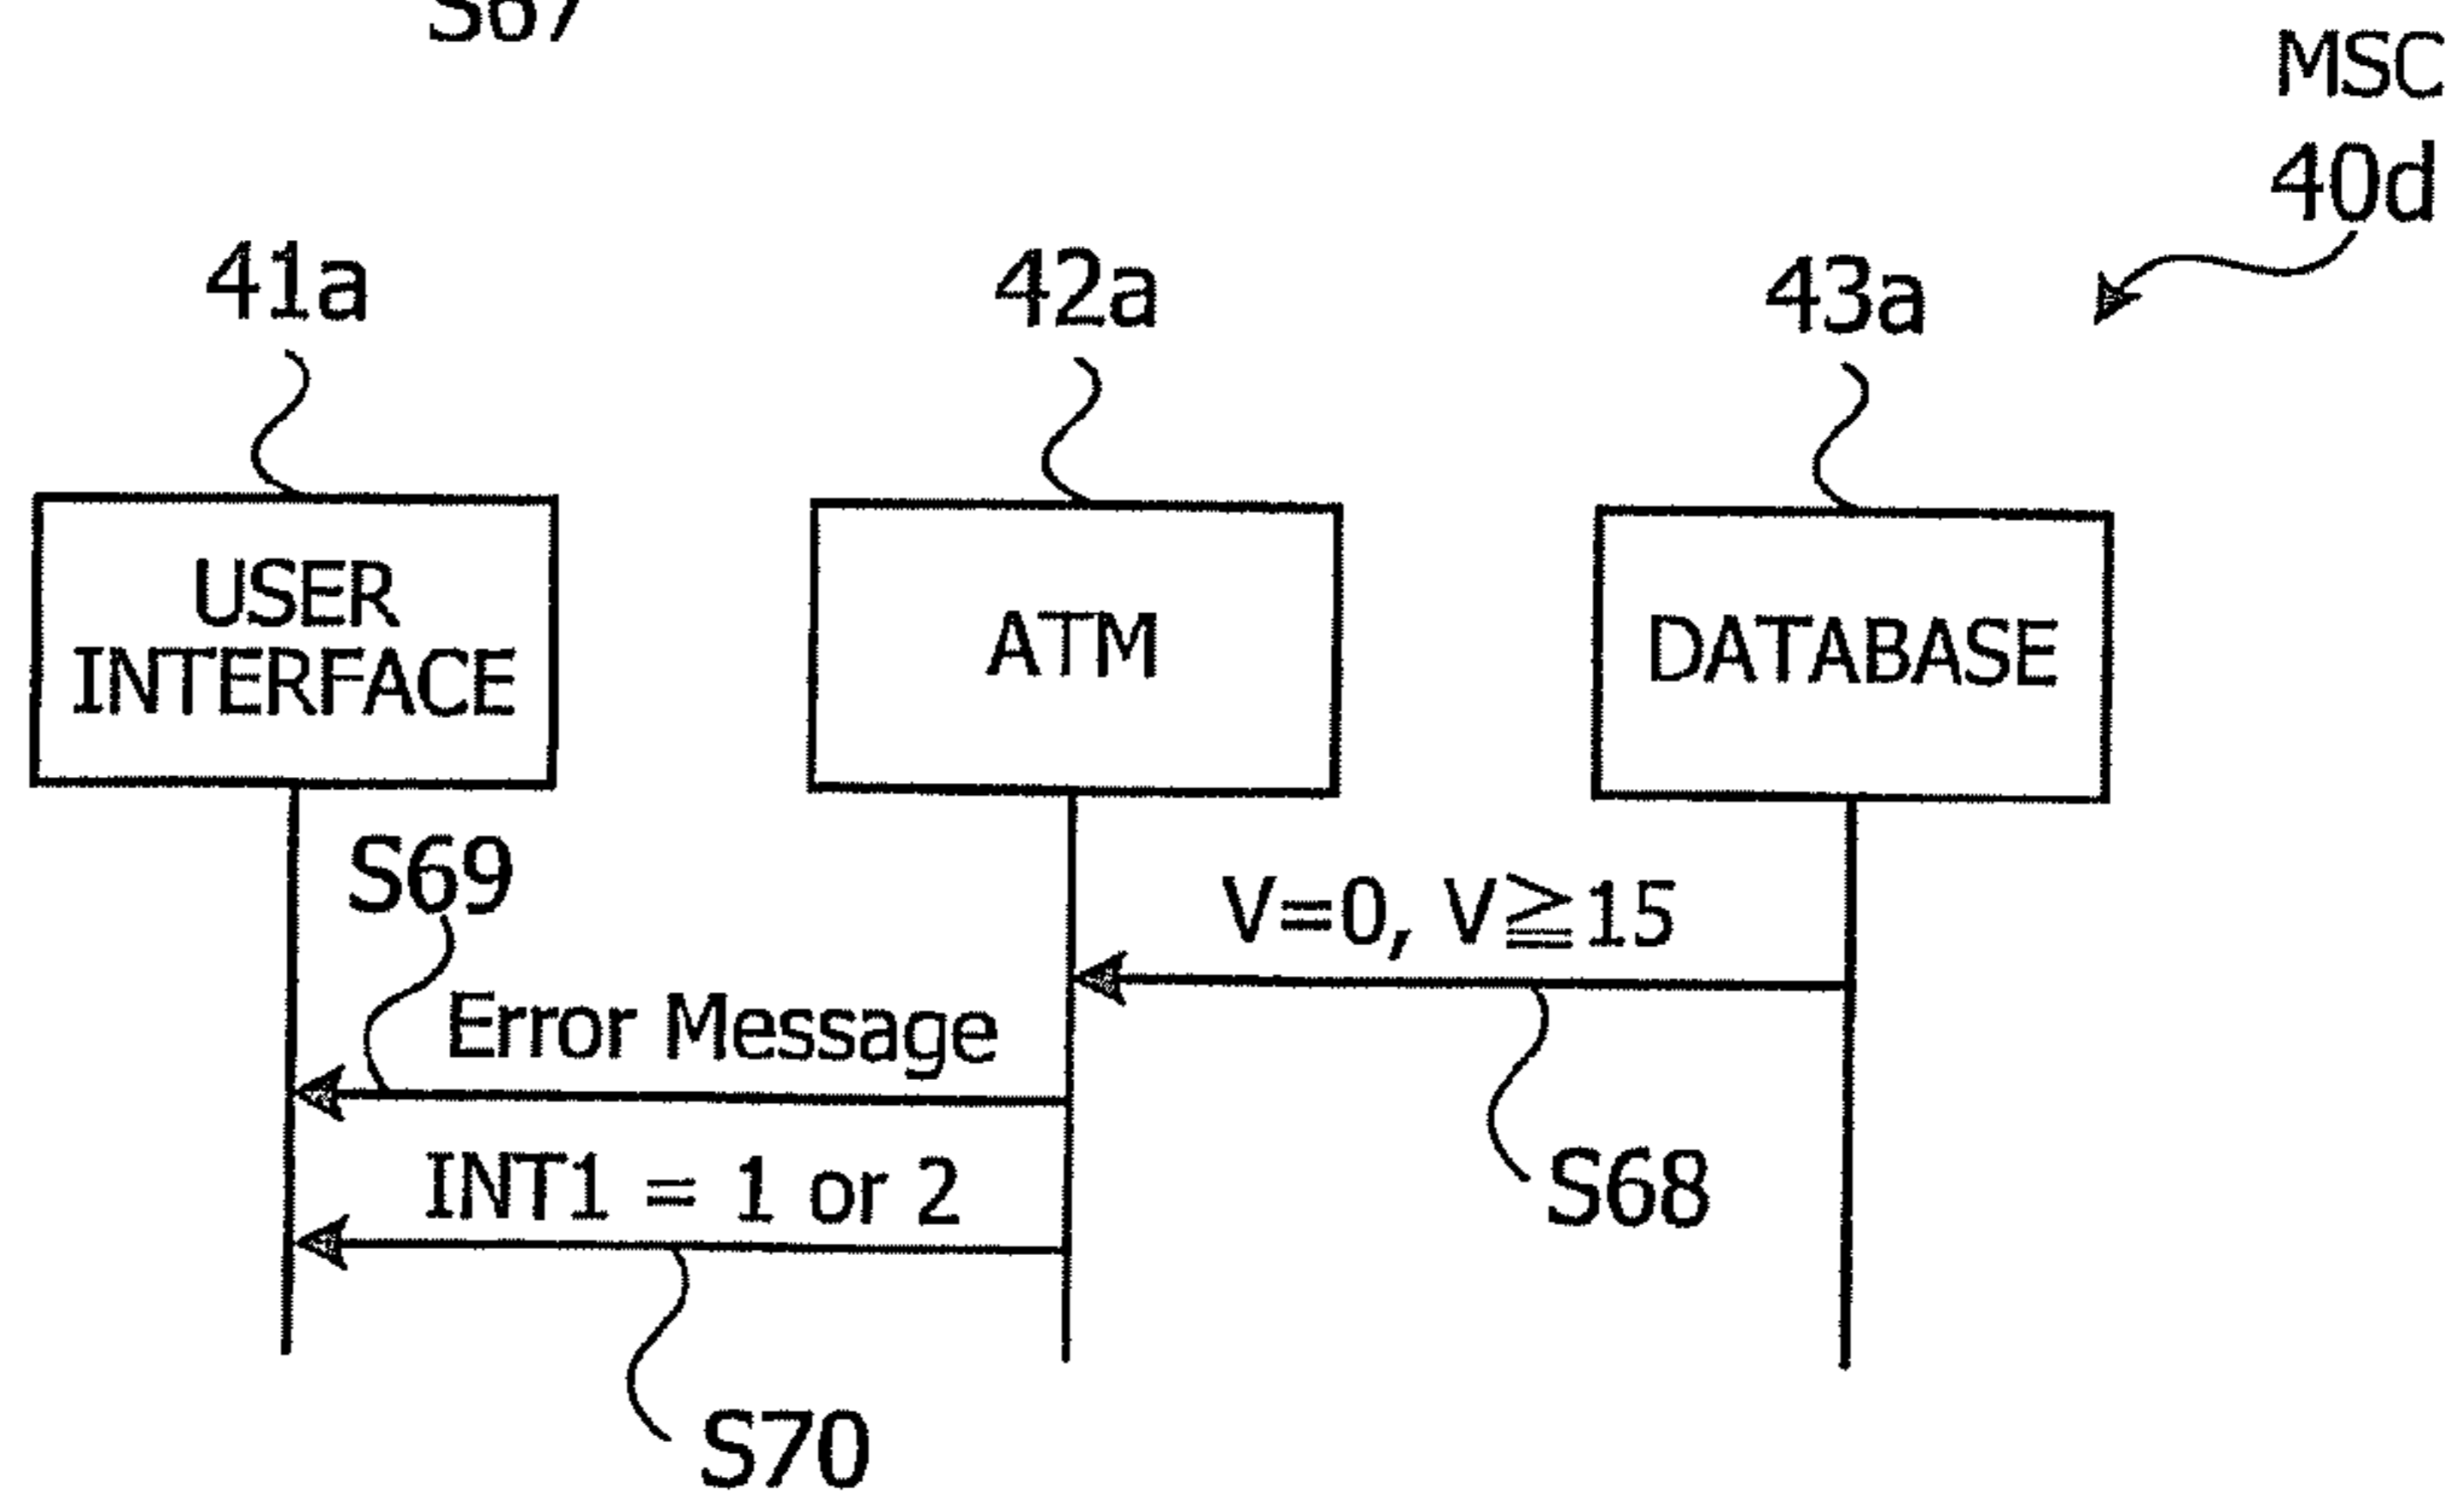 S67
MSC
40d
41a
42a
43a
USER
INTERFACE
ATM
DATABASE
S69
V=0, V≧15
Error Message
INT1 = 1 or 2
S68
S70